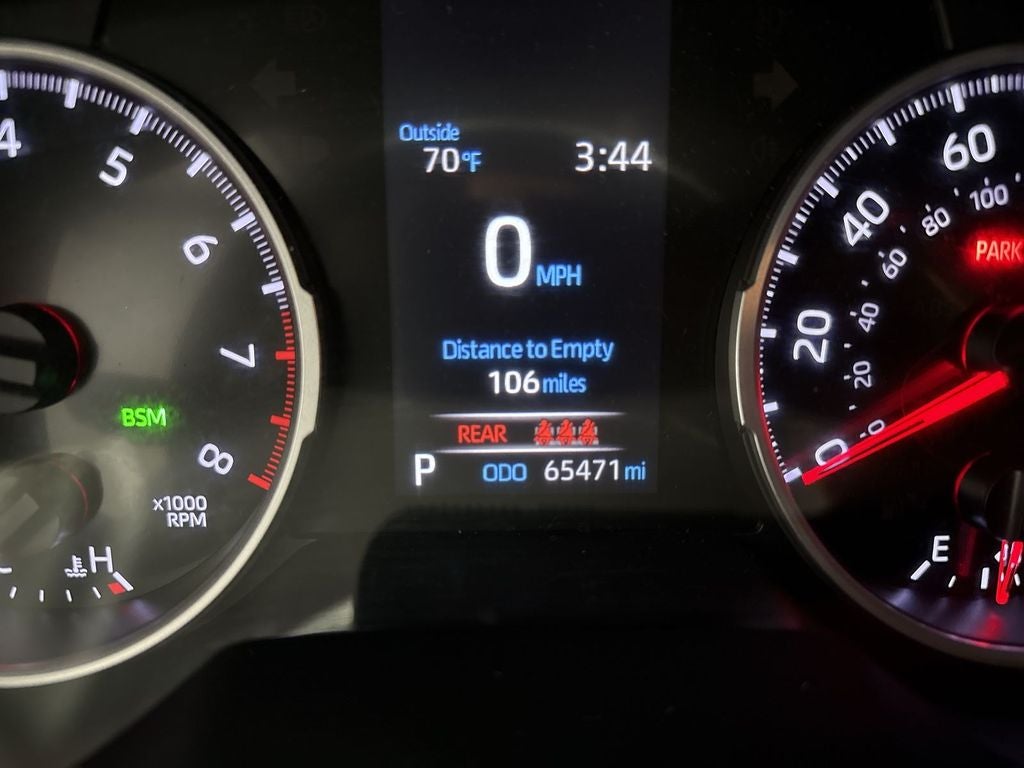 Outside
70°F 3:44
0 MPH
Distance to Empty
106 miles
REAR
P ODO 65471 mi
4
5
6
7
8
BSM
x1000
RPM
H
0
20
40
60
0
20
40
60
80
100
PARK
E